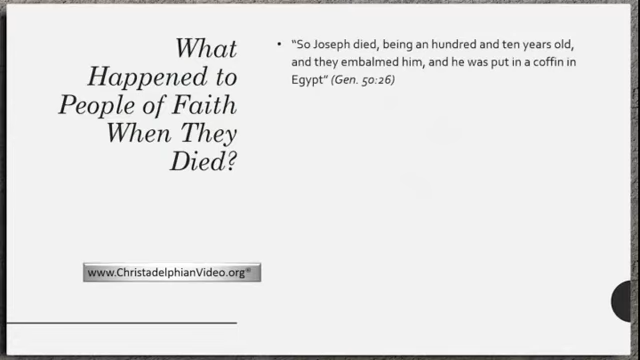 What
Happened to
People of Faith
When They
Died?
• “So Joseph died, being an hundred and ten years old,
and they embalmed him, and he was put in a coffin in
Egypt” (Gen. 50:26)
www.ChristadelphianVideo.org®